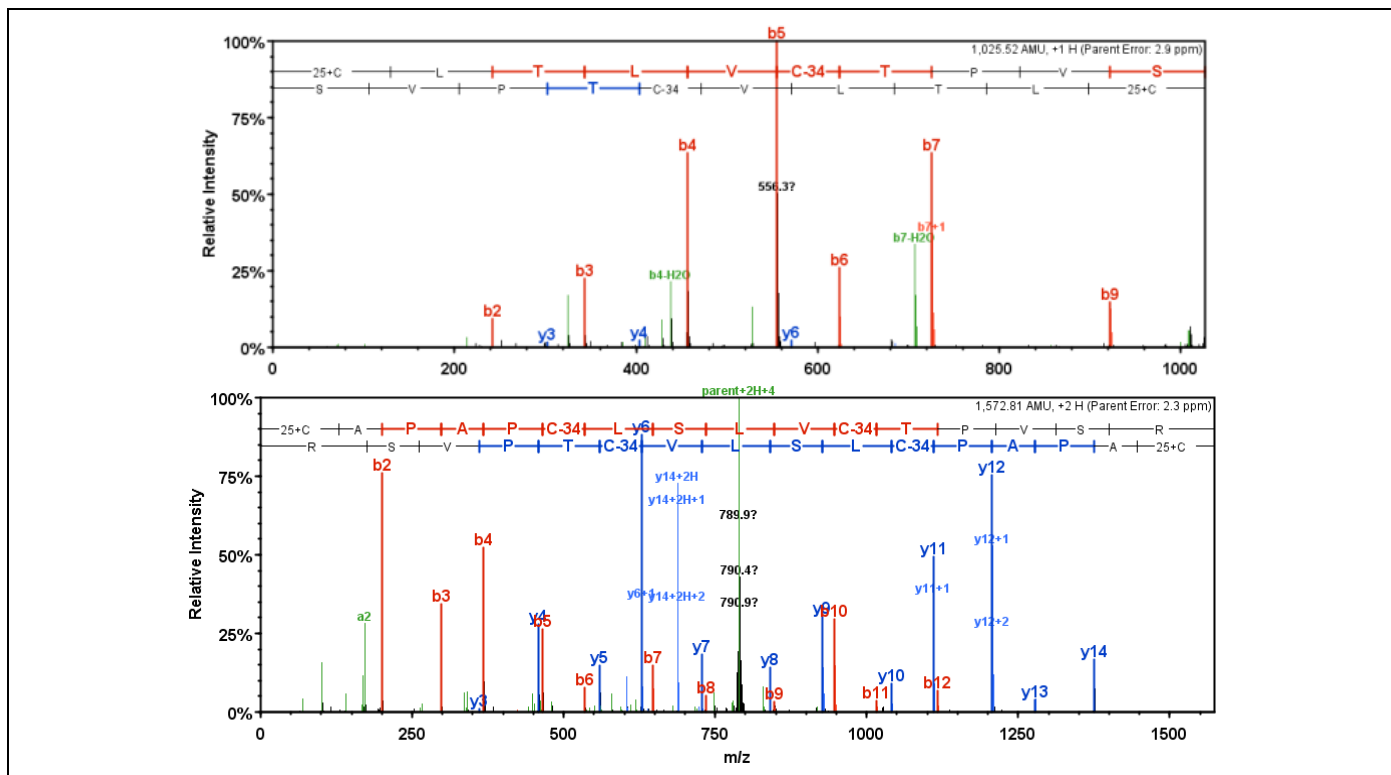 b5
100%
1,025.52 AMU, +1 H (Parent Error: 2.9 ppm)
25+C L T L V C-34 T P V S
S V P T C-34 V L T L 25+C
75%
b4 b7
50%
556.3?
b7+1
b7-H2O
25%
b6
b3
b4-H2O
b9
b2
y3 y4 y6
0%
0 200 400 600 800 1000
Relative Intensity
parent+2H+4
100%
1,572.81 AMU, +2 H (Parent Error: 2.3 ppm)
25+C A P A P C-34 L S L V C-34 T P V S R
y6
R S V P T C-34 V L S L C-34 P A P A 25+C
b2
y14+2H
y12
75%
y14+2H+1
789.9?
b4
y12+1
50%
y11
790.4?
y11+1
b3
y6+1 y14+2H+2 790.9?
y9 b10
a2 y4 b5
y12+2
25%
y7
y5 b7 y8 y14
b6 y10
b8 b12
y3 b9 b11 y13
0%
0 250 500 750 1000 1250 1500
Relative Intensity
m/z